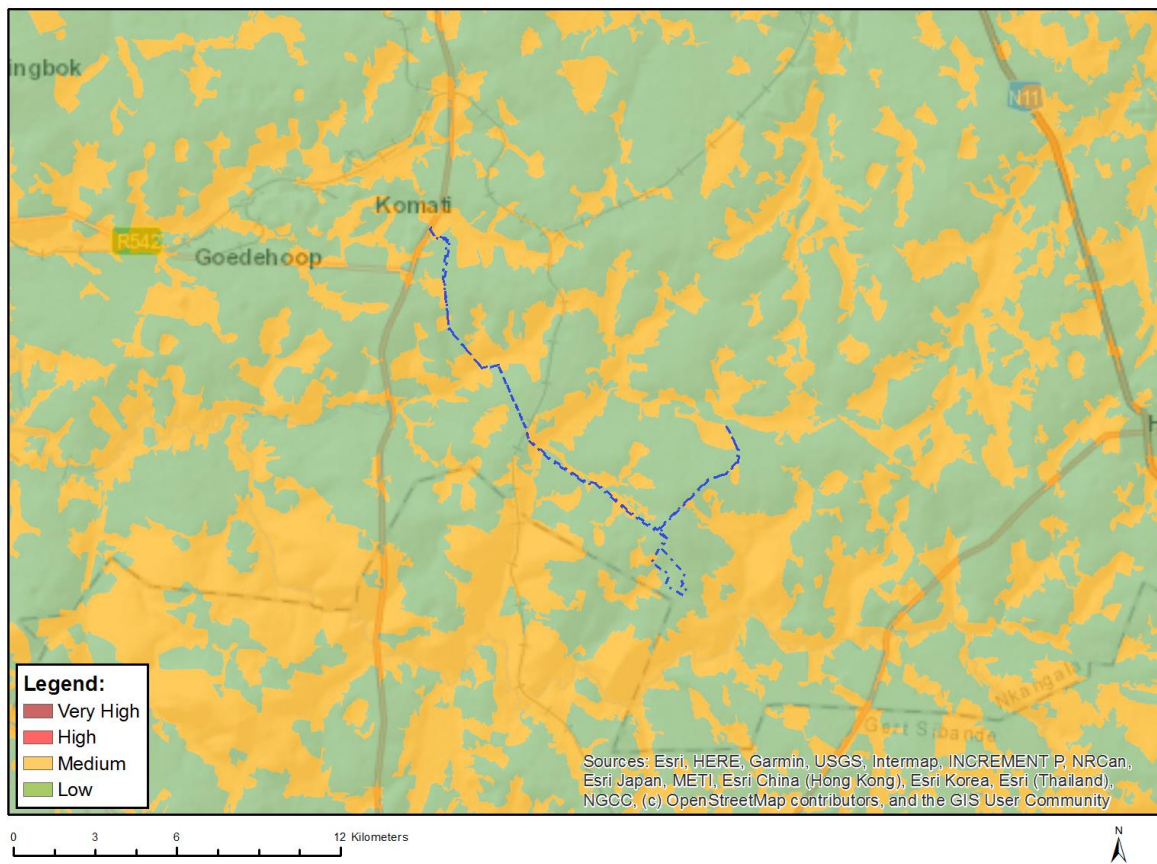 ingbok
N11
Komati
R542
Goedehoop
H
Nkangala
Gert Sibande
Legend:
Very High
High
Medium
Low
Sources: Esri, HERE, Garmin, USGS, Intermap, INCREMENT P, NRCan,
Esri Japan, METI, Esri China (Hong Kong), Esri Korea, Esri (Thailand),
NGCC, (c) OpenStreetMap contributors, and the GIS User Community
0 3 6 12 Kilometers
N